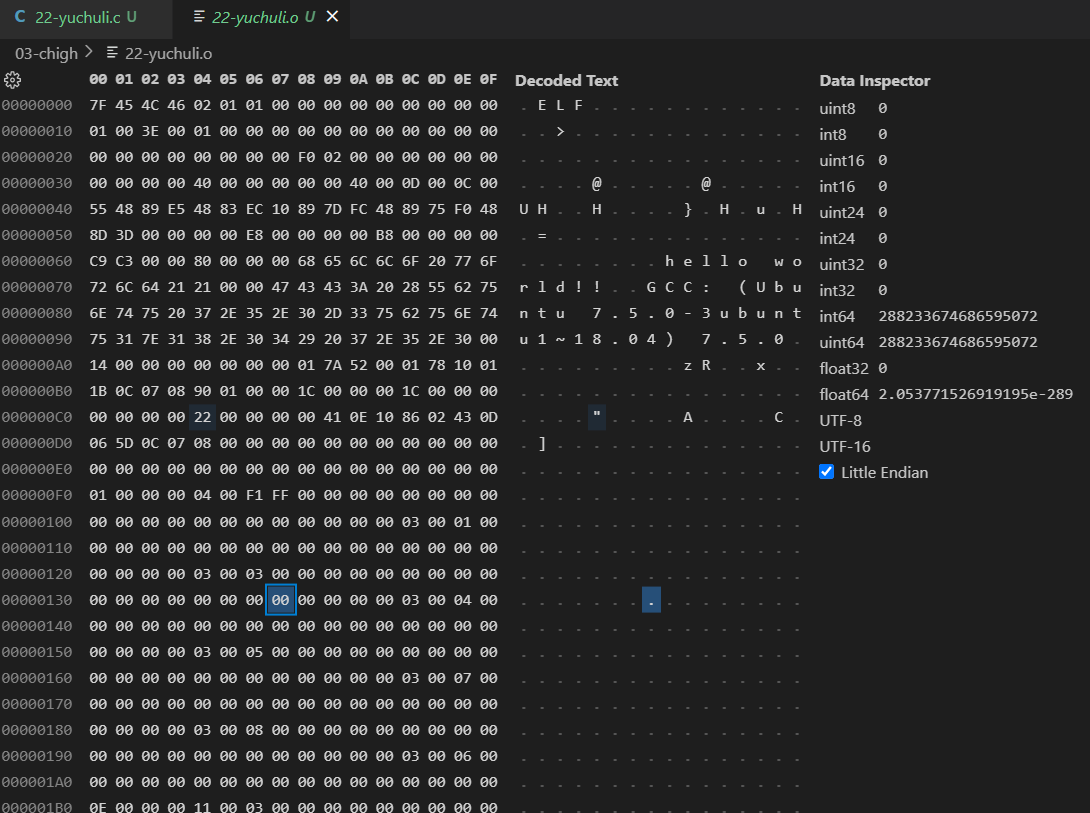 22-yuchuli.c U 22-yuchuli.o U
03-chigh > 22-yuchuli.o
00 01 02 03 04 05 06 07 08 09 0A 0B 0C 0D 0E 0F Decoded Text Data Inspector
00000000 7F 45 4C 46 02 01 01 00 00 00 00 00 00 00 00 00 . E L F . . . . . . . . . . . . uint8 0
00000010 01 00 3E 00 01 00 00 00 00 00 00 00 00 00 00 00 . . > . . . . . . . . . . . . . int8 0
00000020 00 00 00 00 00 00 00 00 F0 02 00 00 00 00 00 00 . . . . . . . . . . . . . . . . uint16 0
00000030 00 00 00 00 40 00 00 00 00 00 40 00 0D 00 0C 00 . . . . @ . . . . . @ . . . . . int16 0
00000040 55 48 89 E5 48 83 EC 10 89 7D FC 48 89 75 F0 48 U H . . H . . . . } . H . u . H uint24 0
00000050 8D 3D 00 00 00 00 E8 00 00 00 00 B8 00 00 00 00 . = . . . . . . . . . . . . . . int24 0
00000060 C9 C3 00 00 80 00 00 00 68 65 6C 6C 6F 20 77 6F . . . . . . . . h e l l o w o uint32 0
00000070 72 6C 64 21 21 00 00 47 43 43 3A 20 28 55 62 75 r l d ! ! . . G C C : ( U b u int32 0
00000080 6E 74 75 20 37 2E 35 2E 30 2D 33 75 62 75 6E 74 n t u 7 . 5 . 0 - 3 u b u n t int64 288233674686595072
00000090 75 31 7E 31 38 2E 30 34 29 20 37 2E 35 2E 30 00 u 1 ~ 1 8 . 0 4 ) 7 . 5 . 0 . uint64 288233674686595072
000000A0 14 00 00 00 00 00 00 00 01 7A 52 00 01 78 10 01 . . . . . . . . . z R . . x . . float32 0
000000B0 1B 0C 07 08 90 01 00 00 1C 00 00 00 1C 00 00 00 . . . . . . . . . . . . . . . . float64 2.053771526919195e-289
000000C0 00 00 00 00 22 00 00 00 00 41 0E 10 86 02 43 0D . . . . " . . . . A . . . . C . UTF-8
000000D0 06 5D 0C 07 08 00 00 00 00 00 00 00 00 00 00 00 . ] . . . . . . . . . . . . . . UTF-16
000000E0 00 00 00 00 00 00 00 00 00 00 00 00 00 00 00 00 . . . . . . . . . . . . . . . . Little Endian
000000F0 01 00 00 00 04 00 F1 FF 00 00 00 00 00 00 00 00 . . . . . . . . . . . . . . . .
00000100 00 00 00 00 00 00 00 00 00 00 00 00 03 00 01 00 . . . . . . . . . . . . . . . .
00000110 00 00 00 00 00 00 00 00 00 00 00 00 00 00 00 00 . . . . . . . . . . . . . . . .
00000120 00 00 00 00 03 00 03 00 00 00 00 00 00 00 00 00 . . . . . . . . . . . . . . . .
00000130 00 00 00 00 00 00 00 00 00 00 00 00 03 00 04 00 . . . . . . . . . . . . . . . .
00000140 00 00 00 00 00 00 00 00 00 00 00 00 00 00 00 00 . . . . . . . . . . . . . . . .
00000150 00 00 00 00 03 00 05 00 00 00 00 00 00 00 00 00 . . . . . . . . . . . . . . . .
00000160 00 00 00 00 00 00 00 00 00 00 00 00 03 00 07 00 . . . . . . . . . . . . . . . .
00000170 00 00 00 00 00 00 00 00 00 00 00 00 00 00 00 00 . . . . . . . . . . . . . . . .
00000180 00 00 00 00 03 00 08 00 00 00 00 00 00 00 00 00 . . . . . . . . . . . . . . . .
00000190 00 00 00 00 00 00 00 00 00 00 00 00 03 00 06 00 . . . . . . . . . . . . . . . .
000001A0 00 00 00 00 00 00 00 00 00 00 00 00 00 00 00 00 . . . . . . . . . . . . . . . .
000001B0 0E 00 00 00 11 00 03 00 00 00 00 00 00 00 00 00 . . . . . . . . . . . . . . . .